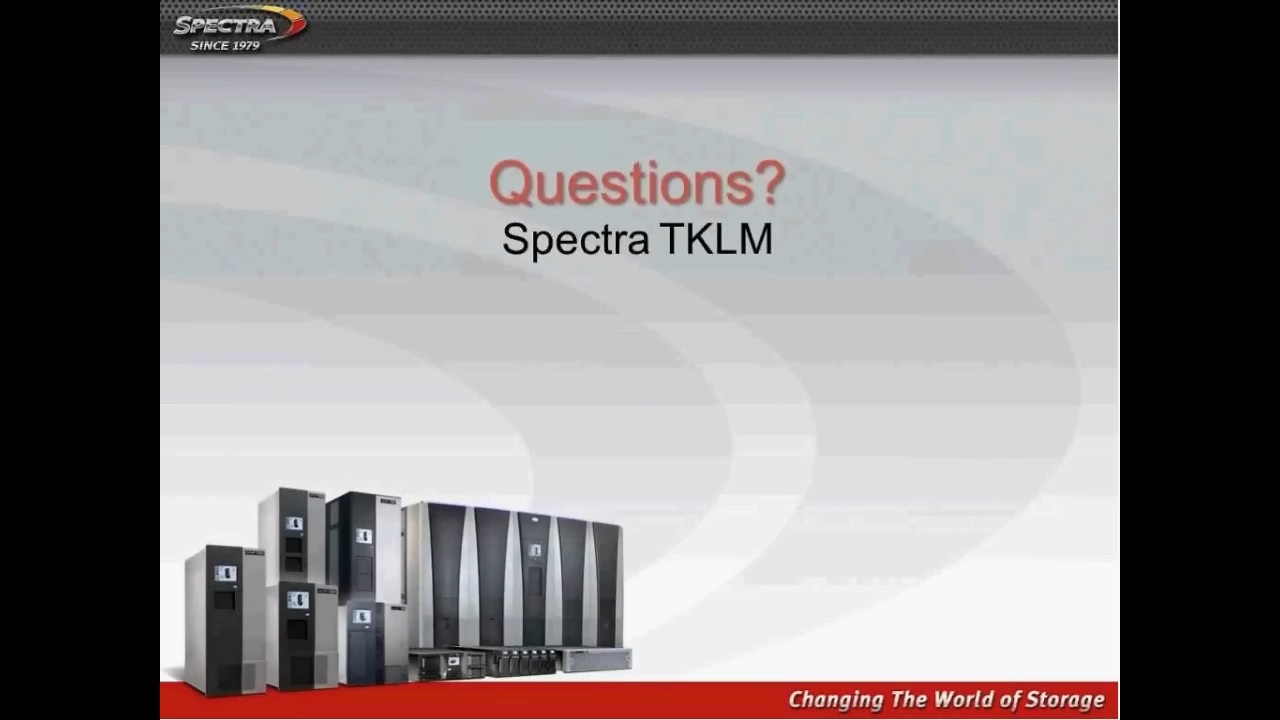 SPECTRA
SINCE 1979
Questions?
Spectra TKLM
Changing The World of Storage